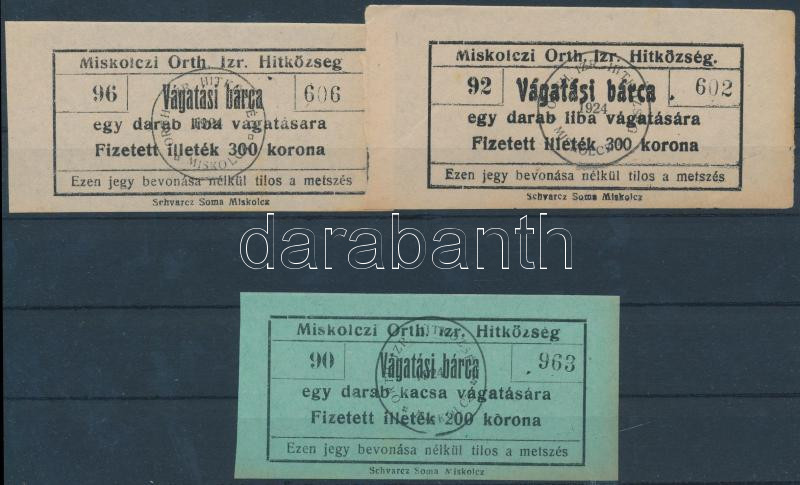 Miskolczi Orth. Izr. Hitközség
96 Vágatási bárca 606
1924
egy darab liba vágatására
Fizetett illeték 300 korona
Ezen jegy bevonása nélkül tilos a metszés
Schvarcz Soma Miskolcz
Miskolczi Orth. Izr. Hitközség.
92 Vágatási bárca 602
1924
egy darab liba vágatására
Fizetett illeték 300 korona
Ezen jegy bevonása nélkül tilos a metszés
Schvarcz Soma Miskolcz
darabanth
Miskolczi Orth. Izr. Hitközség
90 Vágatási bárca 963
1924
egy darab kacsa vágatására
Fizetett illeték 200 korona
Ezen jegy bevonása nélkül tilos a metszés
Schvarcz Soma Miskolcz